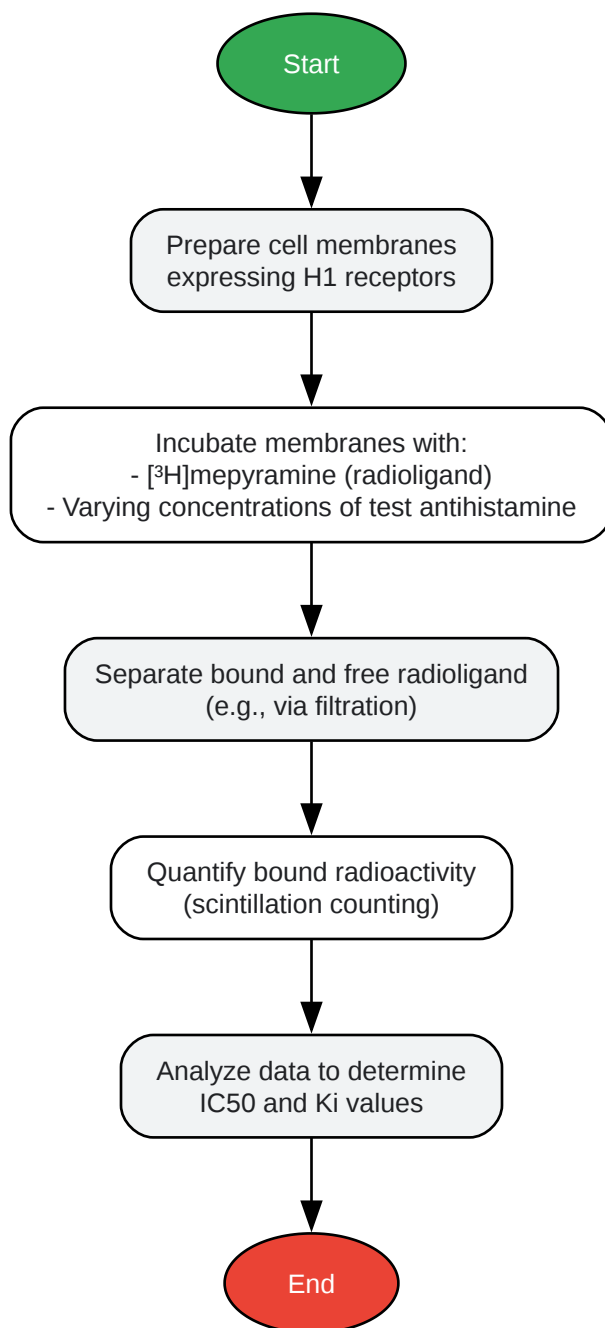 Start
Prepare cell membranes
expressing H1 receptors
Incubate membranes with:
- [³H]mepyramine (radioligand)
- Varying concentrations of test antihistamine
Separate bound and free radioligand
(e.g., via filtration)
Quantify bound radioactivity
(scintillation counting)
Analyze data to determine
IC50 and Ki values
End